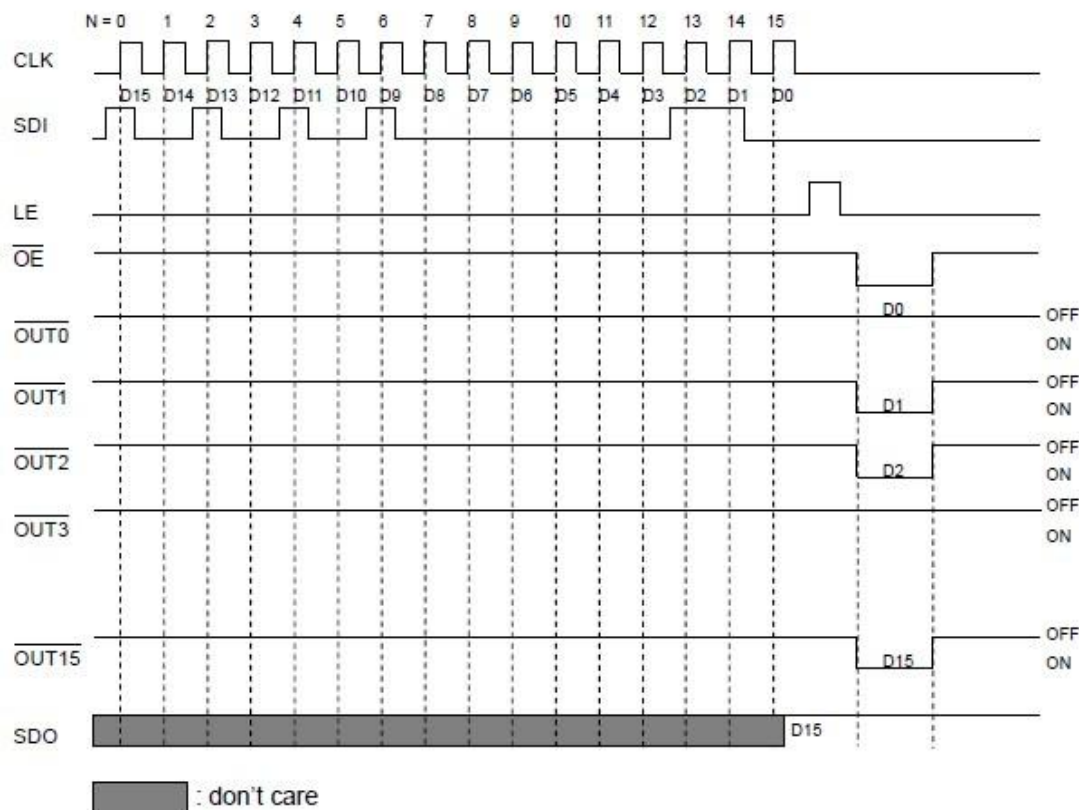 N = 0 1 2 3 4 5 6 7 8 9 10 11 12 13 14 15
CLK
D15 D14 D13 D12 D11 D10 D9 D8 D7 D6 D5 D4 D3 D2 D1 D0
SDI
LE
OE
D0
OFF
OUT0
ON
OFF
OUT1
D1
ON
OFF
OUT2
D2
ON
OFF
OUT3
ON
OFF
OUT15
D15
ON
SDO
D15
: don't care